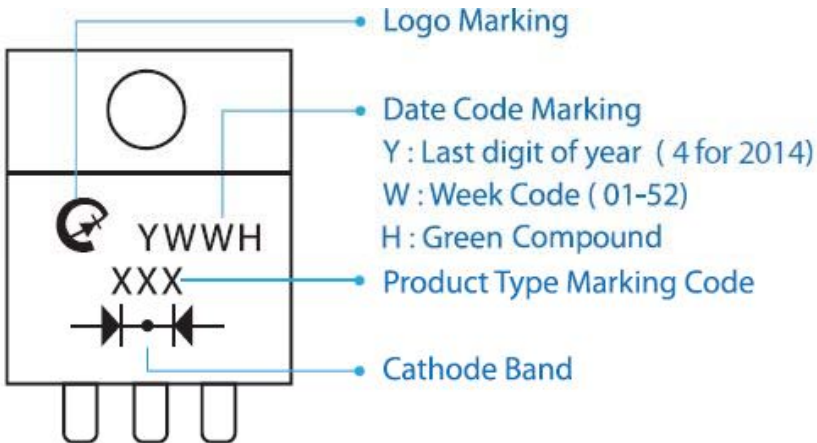 Logo Marking
Date Code Marking
Y : Last digit of year ( 4 for 2014)
W : Week Code ( 01-52)
H : Green Compound
YWWH
XXX
Product Type Marking Code
Cathode Band